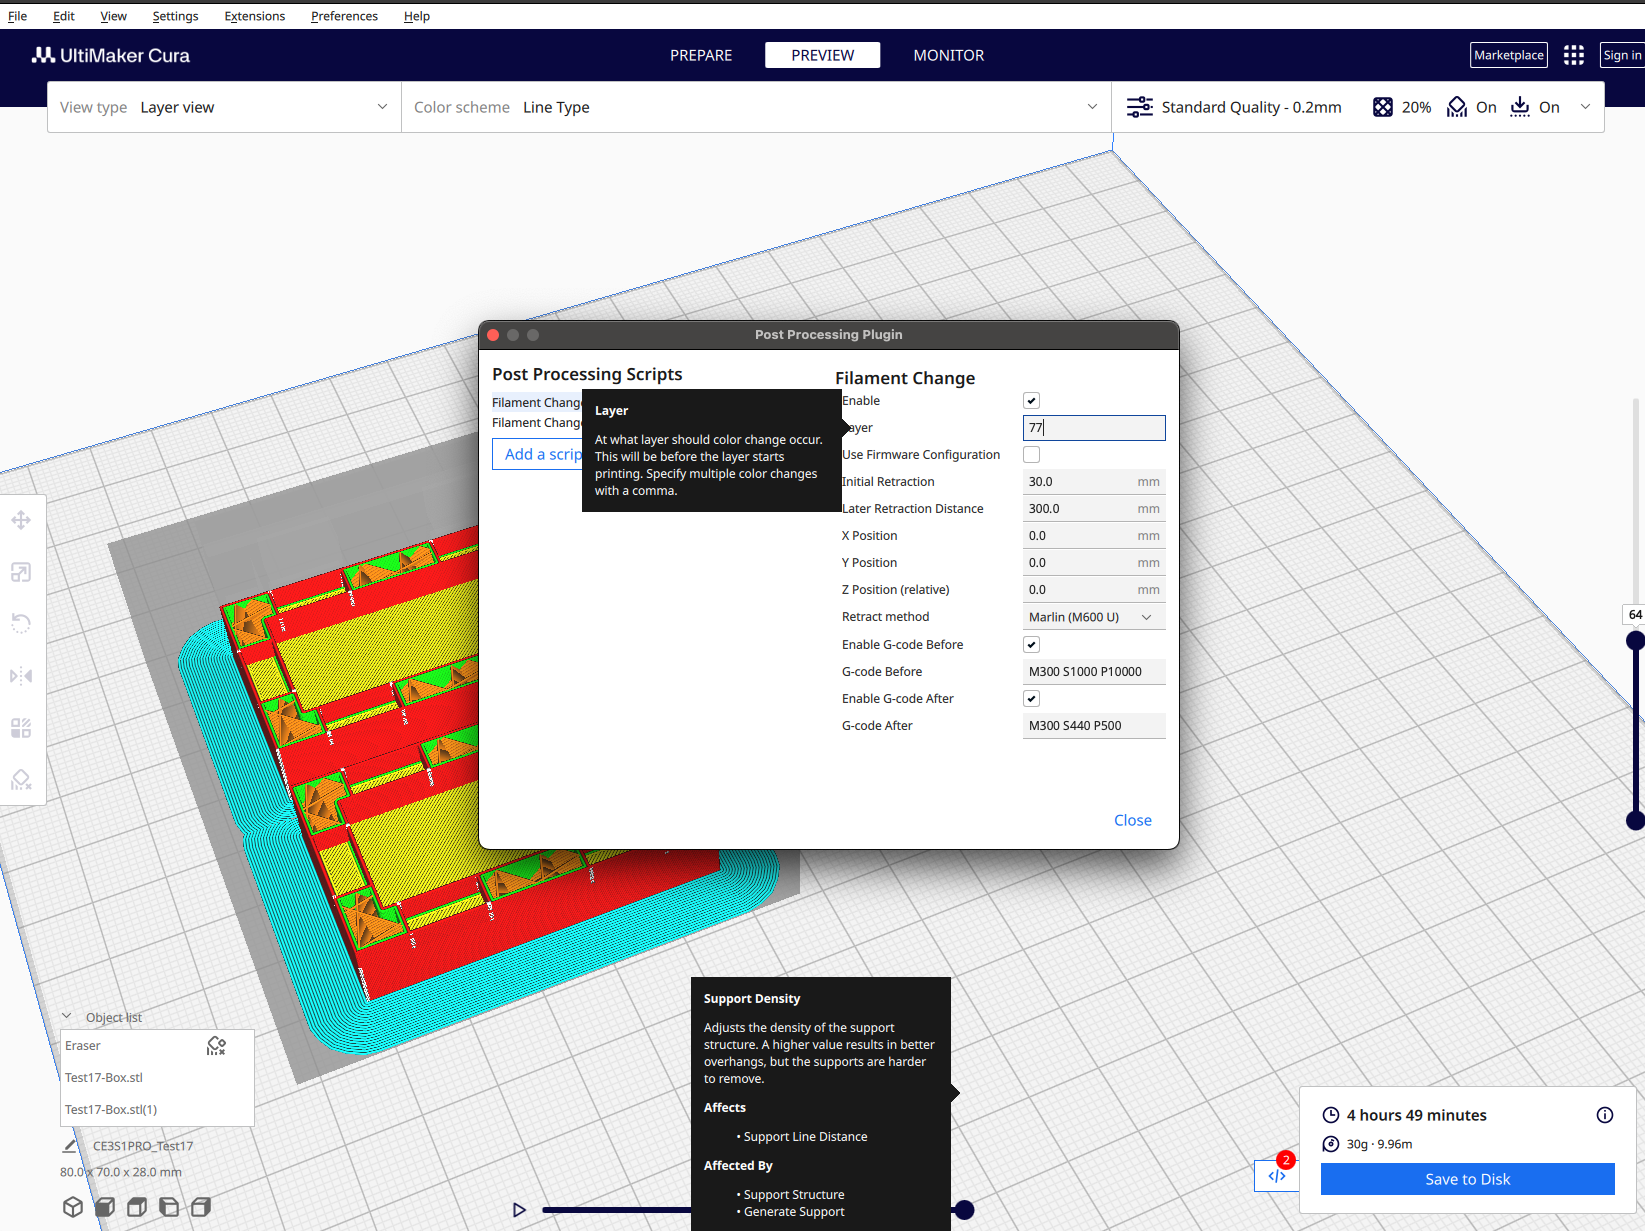 File Edit View Settings Extensions Preferences Help
UltiMaker Cura
PREPARE PREVIEW MONITOR
Marketplace
Sign in
View type Layer view
Color scheme Line Type
Standard Quality - 0.2mm 20% On On
Post Processing Plugin
Post Processing Scripts
Filament Chang
Filament Chang
Add a scrip
Layer
At what layer should color change occur.
This will be before the layer starts
printing. Specify multiple color changes
with a comma.
Filament Change
Enable
ayer 77
Use Firmware Configuration
Initial Retraction 30.0 mm
Later Retraction Distance 300.0 mm
X Position 0.0 mm
Y Position 0.0 mm
Z Position (relative) 0.0 mm
Retract method Marlin (M600 U)
Enable G-code Before
G-code Before M300 S1000 P10000
Enable G-code After
G-code After M300 S440 P500
Close
64
Object list
Eraser
Test17-Box.stl
Test17-Box.stl(1)
CE3S1PRO_Test17
80.0 x 70.0 x 28.0 mm
Support Density
Adjusts the density of the support
structure. A higher value results in better
overhangs, but the supports are harder
to remove.
Affects
• Support Line Distance
Affected By
• Support Structure
• Generate Support
2
4 hours 49 minutes
30g · 9.96m
Save to Disk